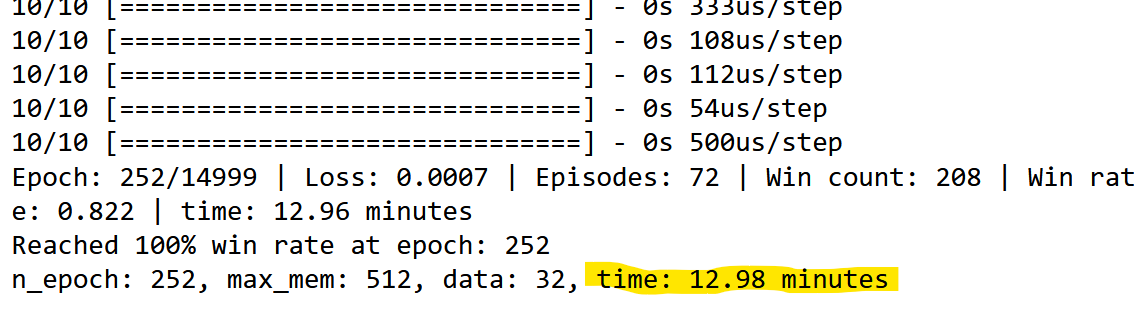 10/10 [==============================] - 0s 333us/step
10/10 [==============================] - 0s 108us/step
10/10 [==============================] - 0s 112us/step
10/10 [==============================] - 0s 54us/step
10/10 [==============================] - 0s 500us/step
Epoch: 252/14999 | Loss: 0.0007 | Episodes: 72 | Win count: 208 | Win rat
e: 0.822 | time: 12.96 minutes
Reached 100% win rate at epoch: 252
n_epoch: 252, max_mem: 512, data: 32, time: 12.98 minutes